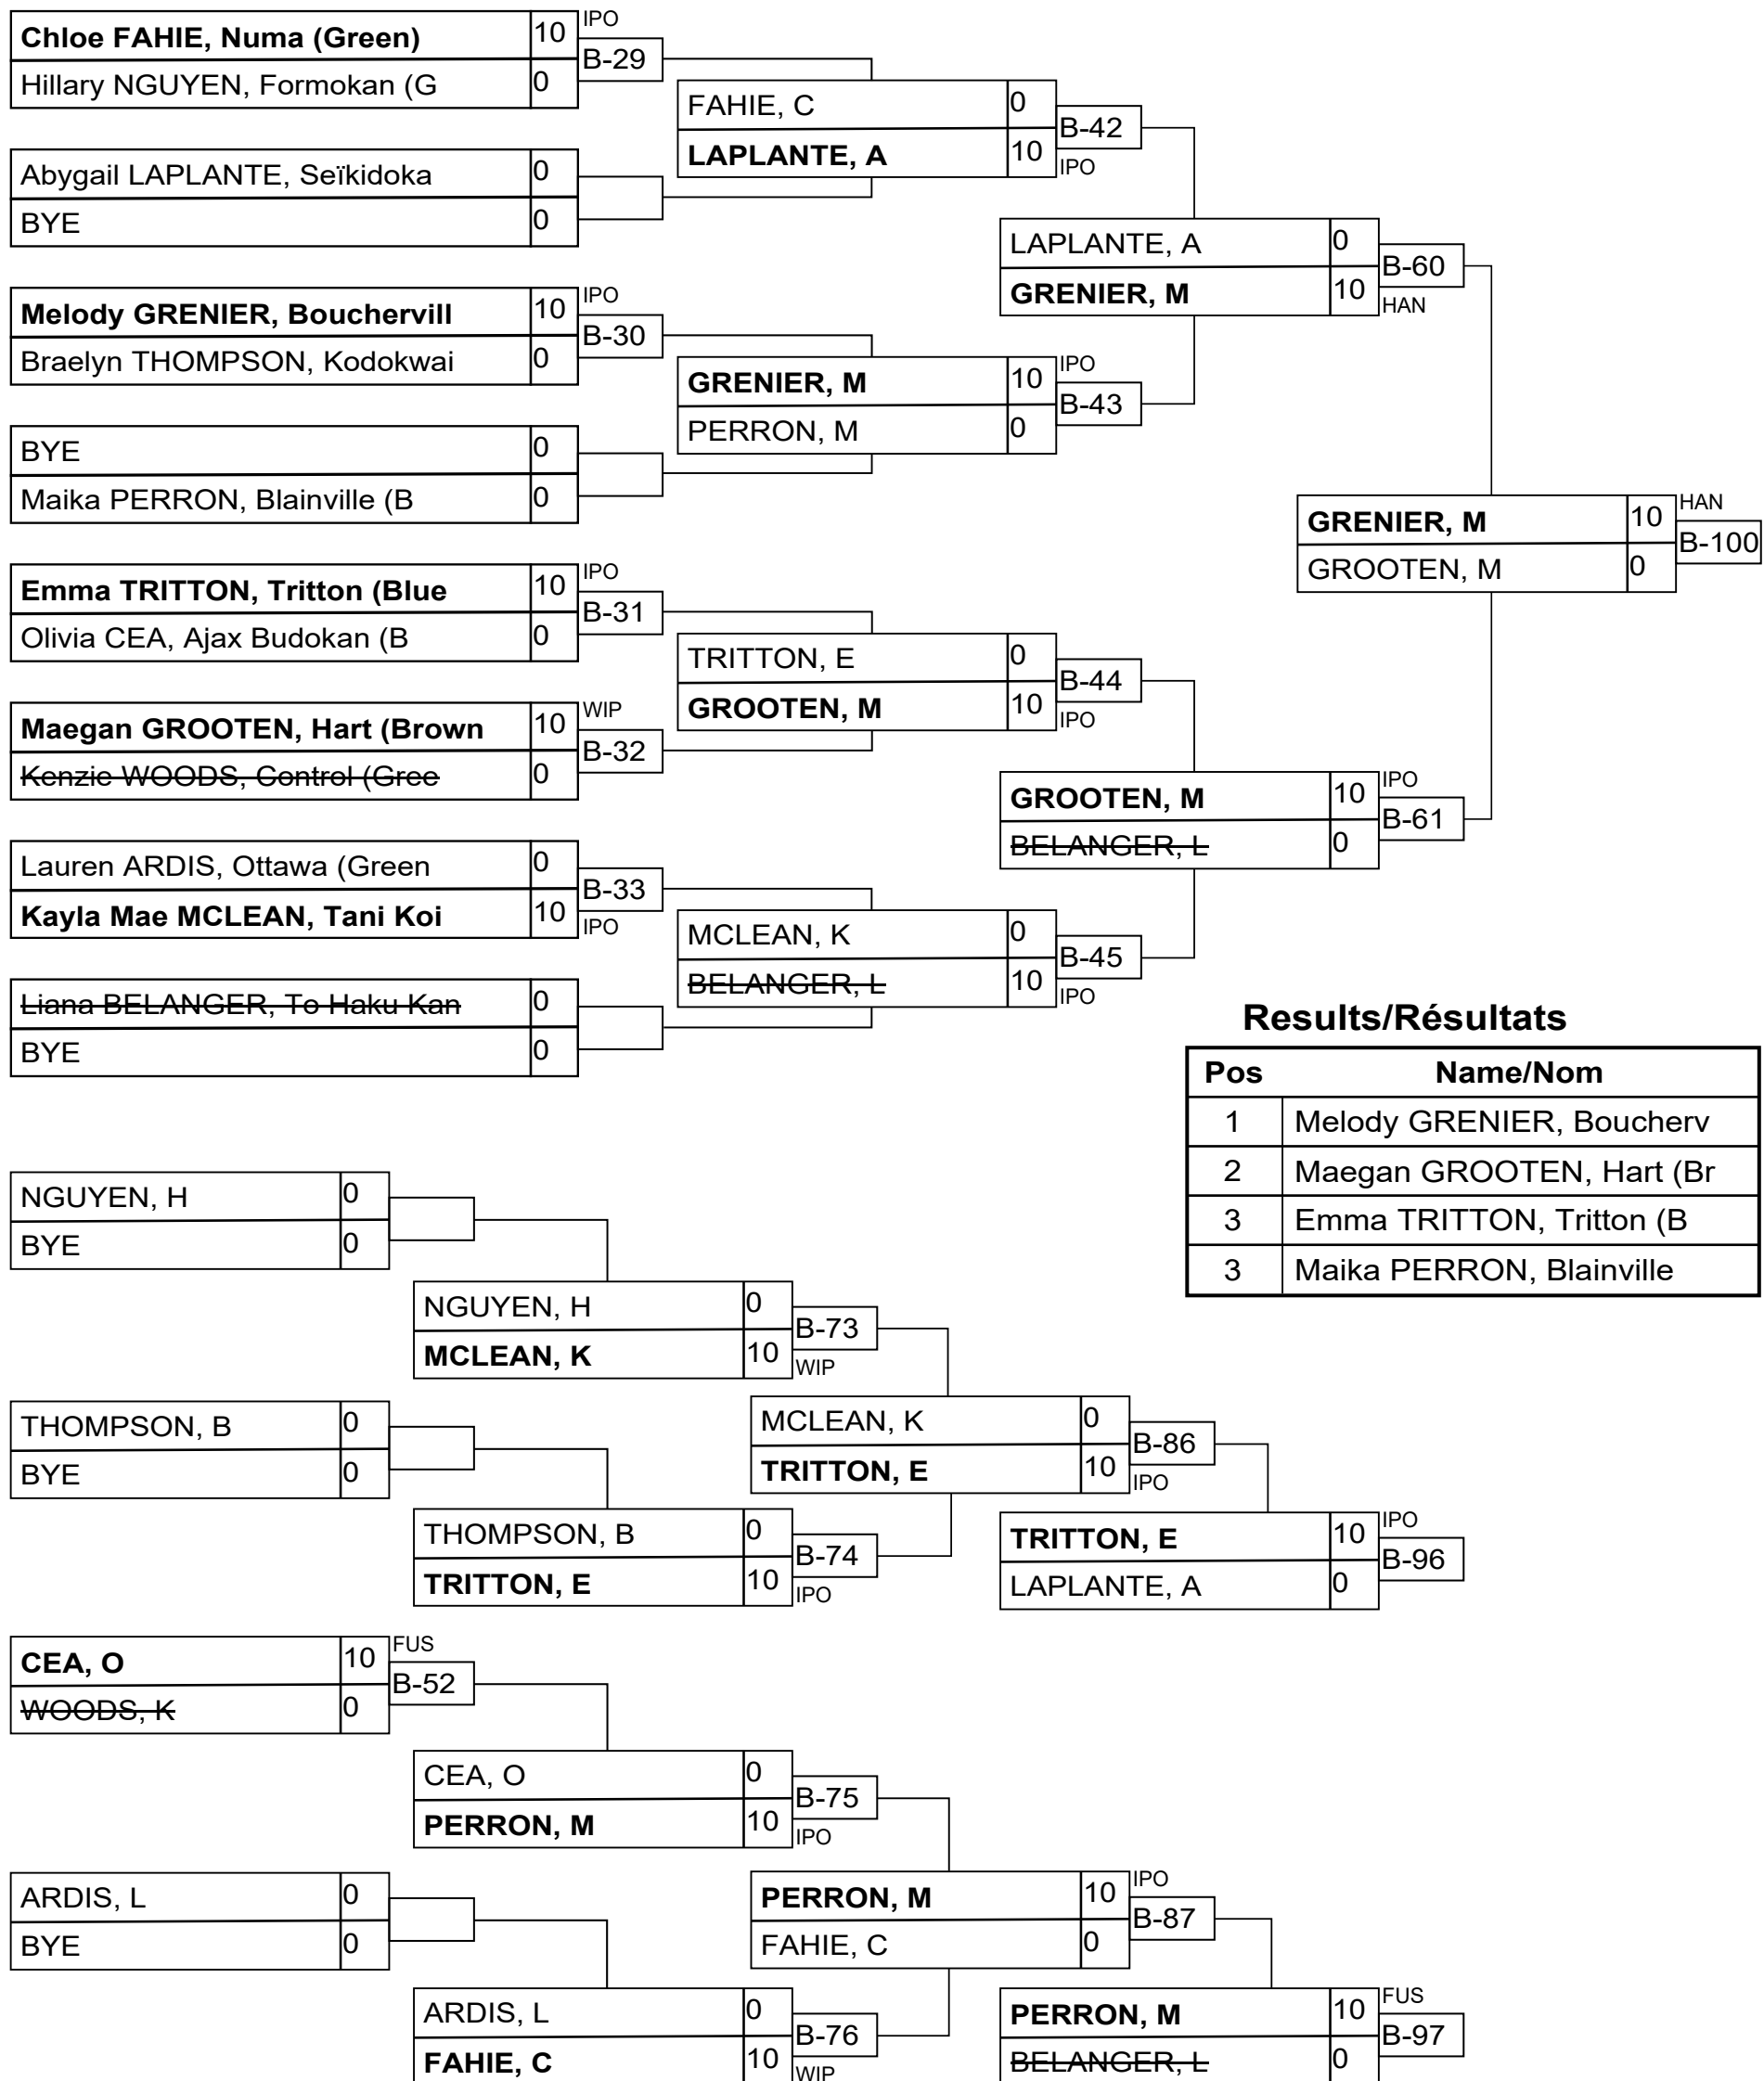 Chloe FAHIE, Numa (Green) 10 IPO
B-29
Hillary NGUYEN, Formokan (G 0
FAHIE, C 0
B-42
LAPLANTE, A 10 IPO
Abygail LAPLANTE, Seïkidoka 0
BYE 0
LAPLANTE, A 0
B-60
GRENIER, M 10 HAN
Melody GRENIER, Bouchervill 10 IPO
B-30
Braelyn THOMPSON, Kodokwai 0
GRENIER, M 10 IPO
B-43
PERRON, M 0
BYE 0
Maika PERRON, Blainville (B 0
GRENIER, M 10 HAN
B-100
GROOTEN, M 0
Emma TRITTON, Tritton (Blue 10 IPO
B-31
Olivia CEA, Ajax Budokan (B 0
TRITTON, E 0
B-44
GROOTEN, M 10 IPO
Maegan GROOTEN, Hart (Brown 10 WIP
B-32
Kenzie WOODS, Control (Gree 0
GROOTEN, M 10 IPO
B-61
BELANGER, L 0
Lauren ARDIS, Ottawa (Green 0
B-33
Kayla Mae MCLEAN, Tani Koi 10 IPO
MCLEAN, K 0
B-45
BELANGER, L 10 IPO
Liana BELANGER, To Haku Kan 0
BYE 0
Results/Résultats
Pos Name/Nom
1 Melody GRENIER, Boucherv
2 Maegan GROOTEN, Hart (Br
3 Emma TRITTON, Tritton (B
3 Maika PERRON, Blainville
NGUYEN, H 0
BYE 0
NGUYEN, H 0
B-73
MCLEAN, K 10 WIP
THOMPSON, B 0
BYE 0
MCLEAN, K 0
B-86
TRITTON, E 10 IPO
THOMPSON, B 0
B-74
TRITTON, E 10 IPO
TRITTON, E 10 IPO
B-96
LAPLANTE, A 0
CEA, O 10 FUS
B-52
WOODS, K 0
CEA, O 0
B-75
PERRON, M 10 IPO
ARDIS, L 0
BYE 0
PERRON, M 10 IPO
B-87
FAHIE, C 0
ARDIS, L 0
B-76
FAHIE, C 10 WIP
PERRON, M 10 FUS
B-97
BELANGER, L 0